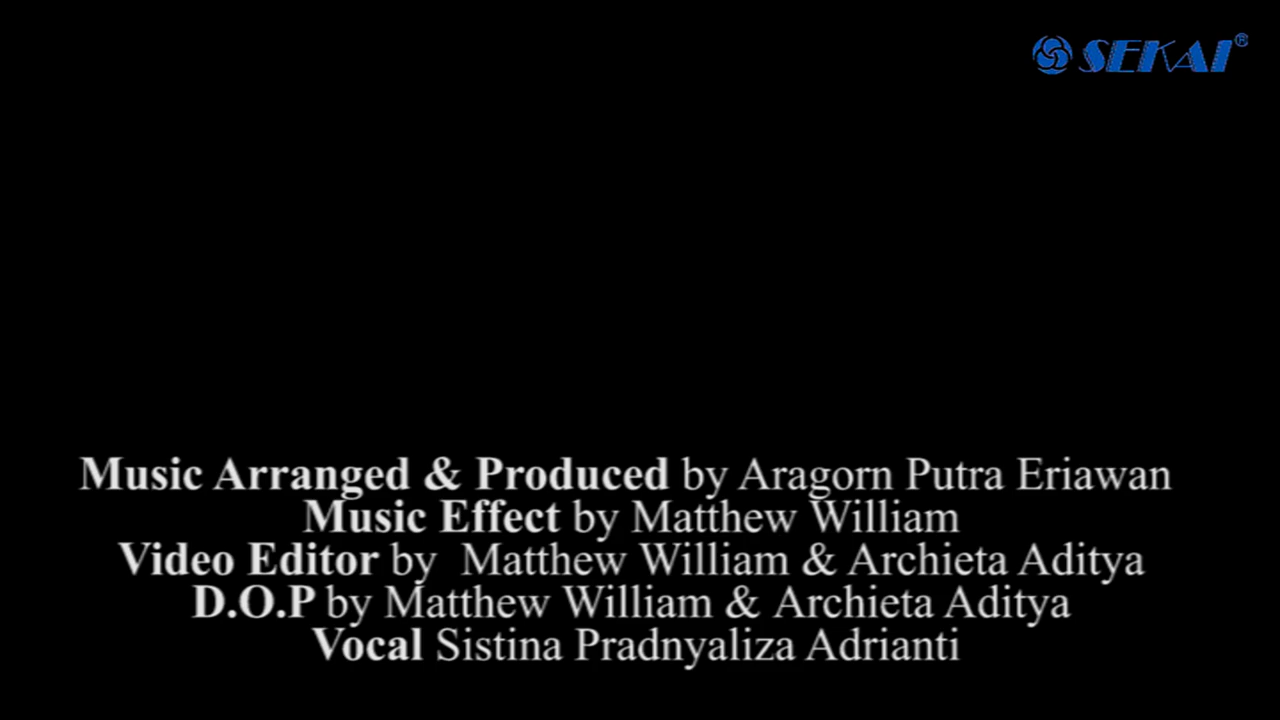 SEKAI®
Music Arranged & Produced by Aragorn Putra Eriawan
Music Effect by Matthew William
Video Editor by  Matthew William & Archieta Aditya
D.O.P by Matthew William & Archieta Aditya
Vocal Sistina Pradnyaliza Adrianti